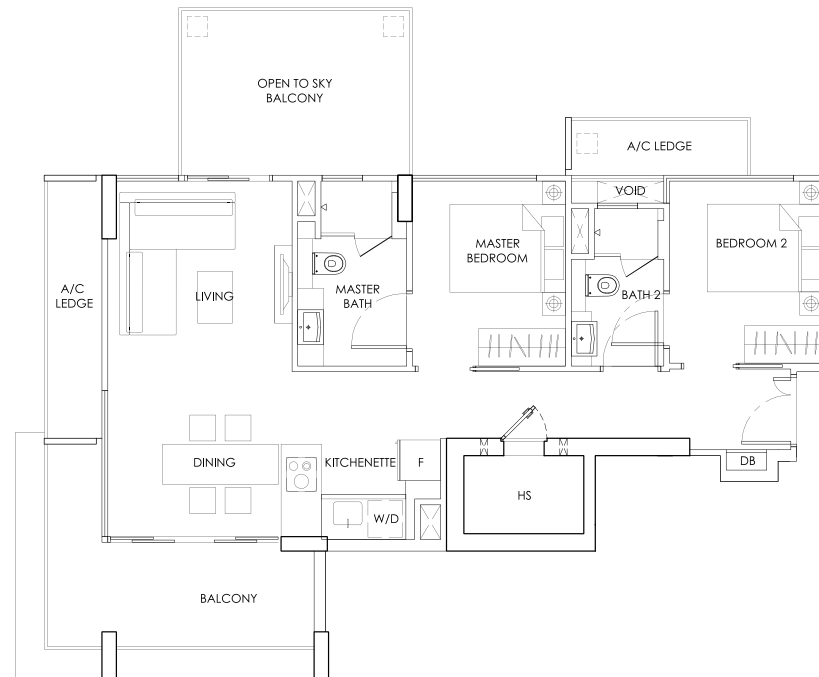 OPEN TO SKY
BALCONY
A/C LEDGE
VOID
MASTER
BEDROOM
BEDROOM 2
A/C
LEDGE
LIVING
MASTER
BATH
BATH 2
DINING
KITCHENETTE
F
DB
HS
W/D
BALCONY